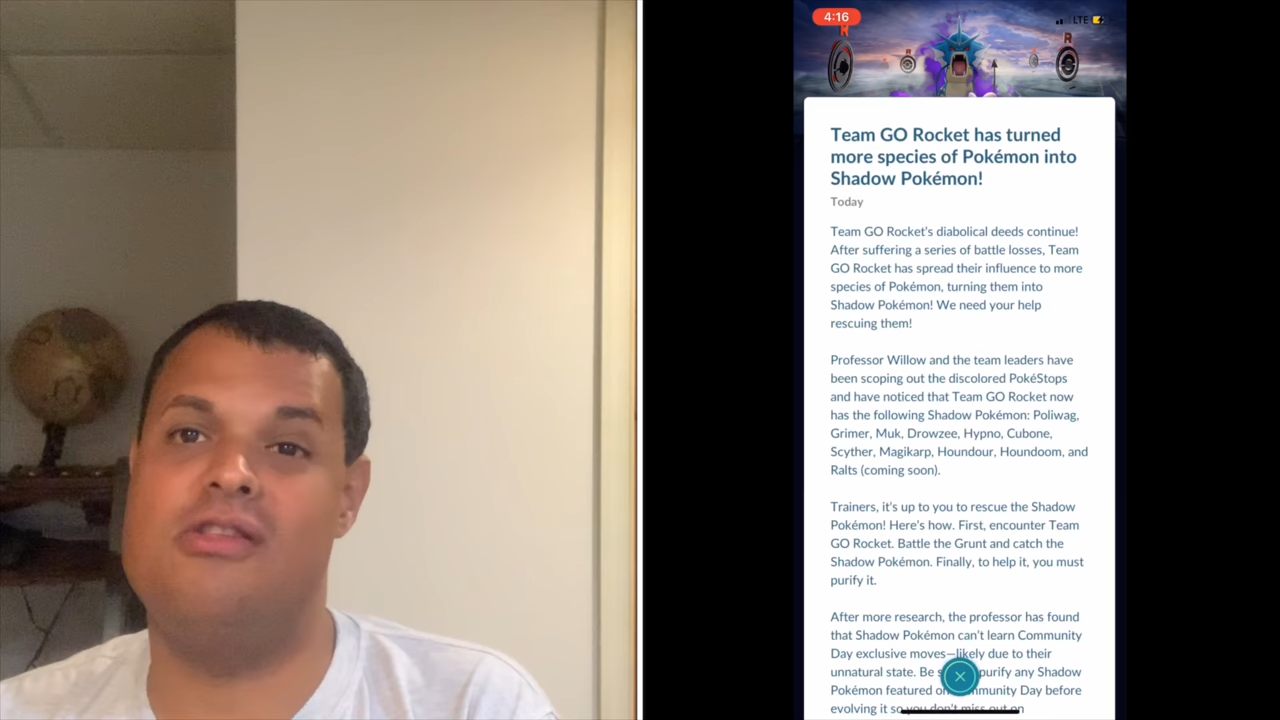 4:16
LTE
R
R
Team GO Rocket has turned
more species of Pokémon into
Shadow Pokémon!
Today
Team GO Rocket's diabolical deeds continue!
After suffering a series of battle losses, Team
GO Rocket has spread their influence to more
species of Pokémon, turning them into
Shadow Pokémon! We need your help
rescuing them!
Professor Willow and the team leaders have
been scoping out the discolored PokéStops
and have noticed that Team GO Rocket now
has the following Shadow Pokémon: Poliwag,
Grimer, Muk, Drowzee, Hypno, Cubone,
Scyther, Magikarp, Houndour, Houndoom, and
Ralts (coming soon).
Trainers, it's up to you to rescue the Shadow
Pokémon! Here's how. First, encounter Team
GO Rocket. Battle the Grunt and catch the
Shadow Pokémon. Finally, to help it, you must
purify it.
After more research, the professor has found
that Shadow Pokémon can't learn Community
Day exclusive moves—likely due to their
unnatural state. Be purify any Shadow
Pokémon featured on Community Day before
evolving it so you don't miss out on